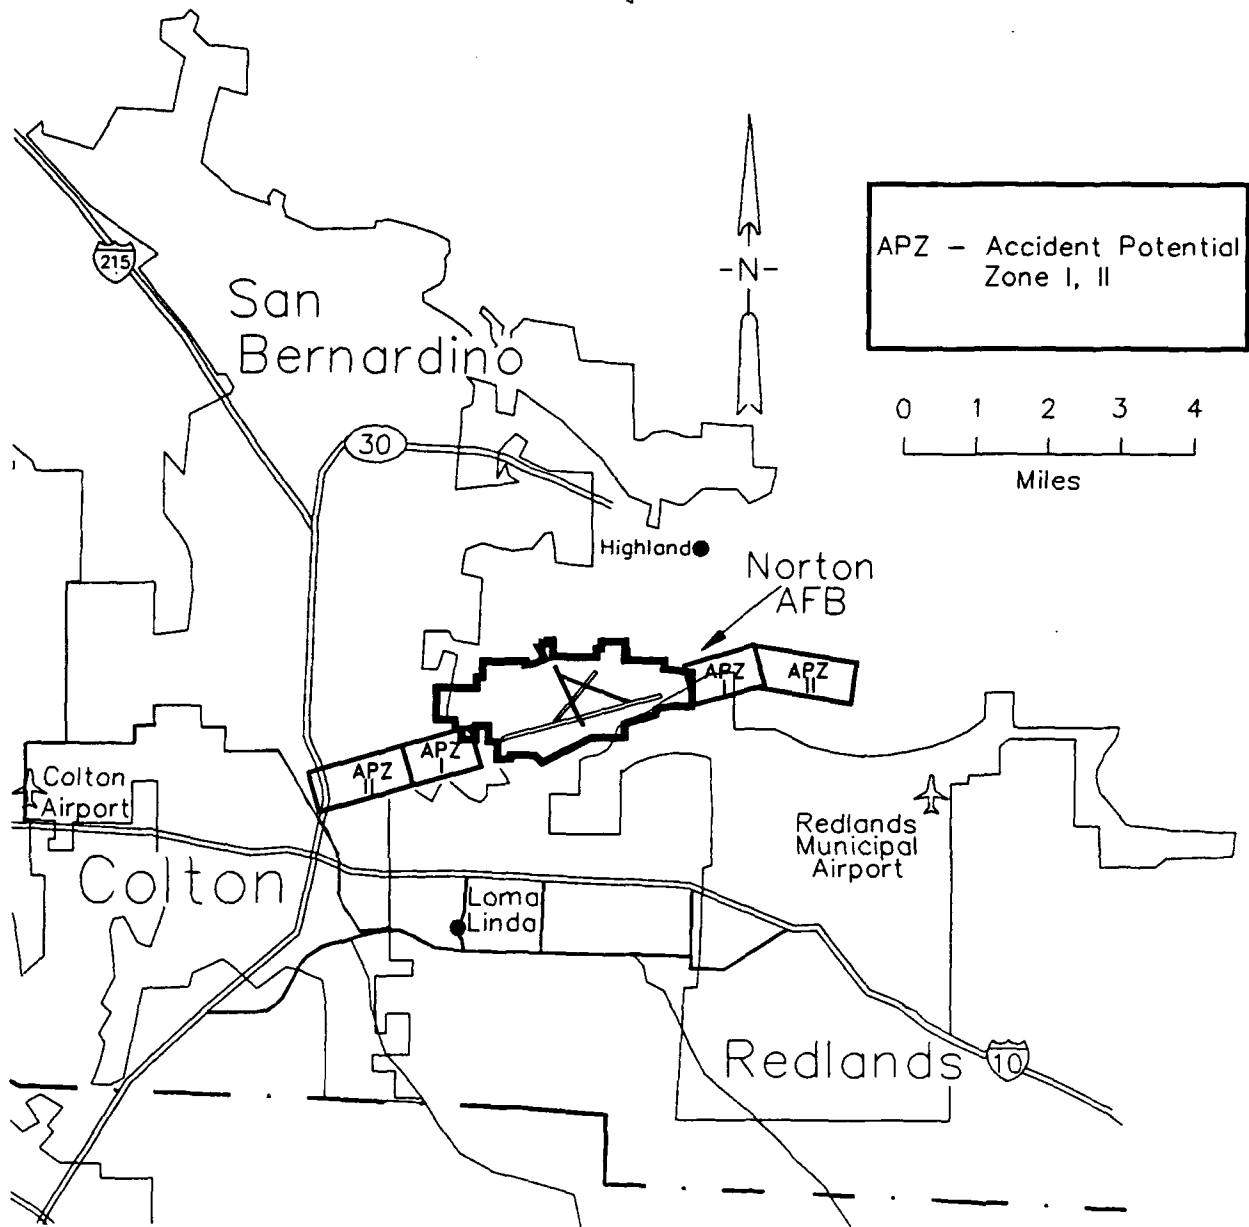 215
San
Bernardino
-N-
APZ - Accident Potential
Zone I, II
0 1 2 3 4
Miles
30
Highland
Norton
AFB
APZ
I
APZ
II
APZ
I
APZ
II
Colton
Airport
Redlands
Municipal
Airport
Colton
Loma
Linda
Redlands
10